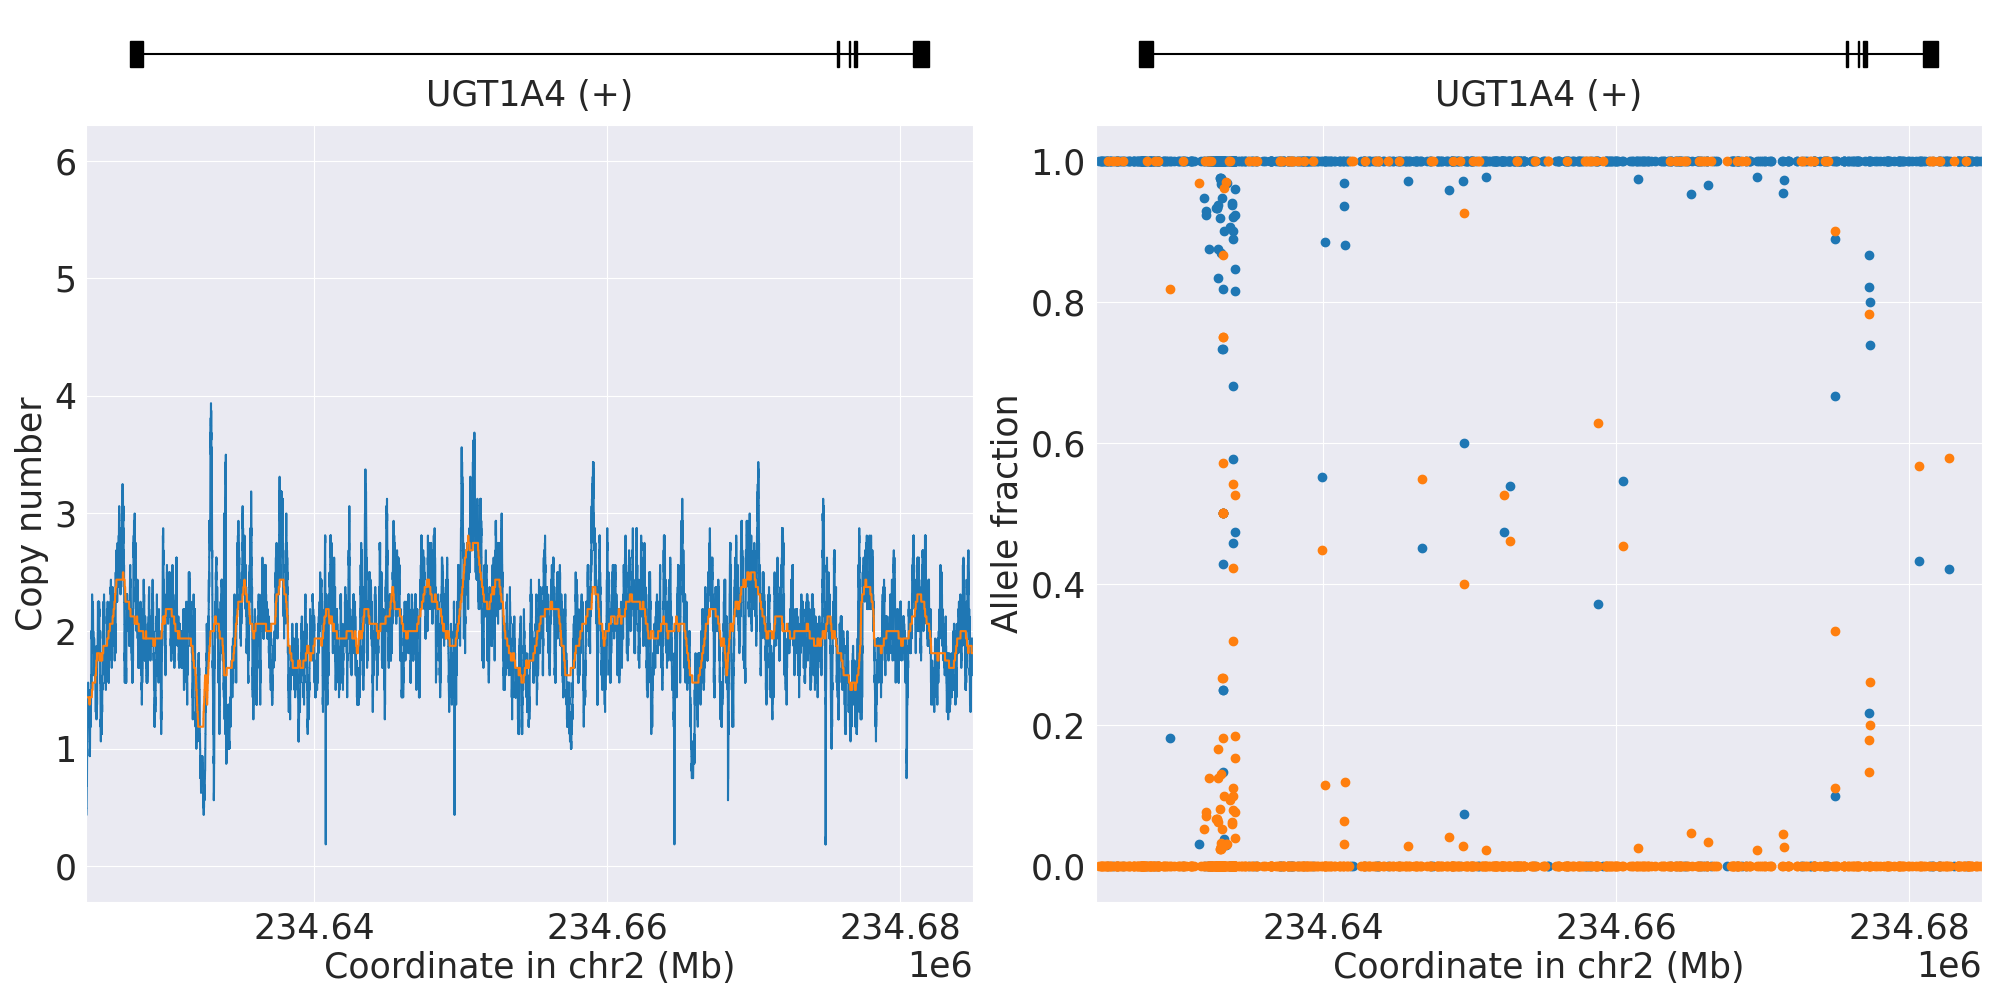 UGT1A4 (+)
Copy number
6
5
4
3
2
1
0
234.64 234.66 234.68
1e6
Coordinate in chr2 (Mb)
UGT1A4 (+)
Allele fraction
1.0
0.8
0.6
0.4
0.2
0.0
234.64 234.66 234.68
1e6
Coordinate in chr2 (Mb)